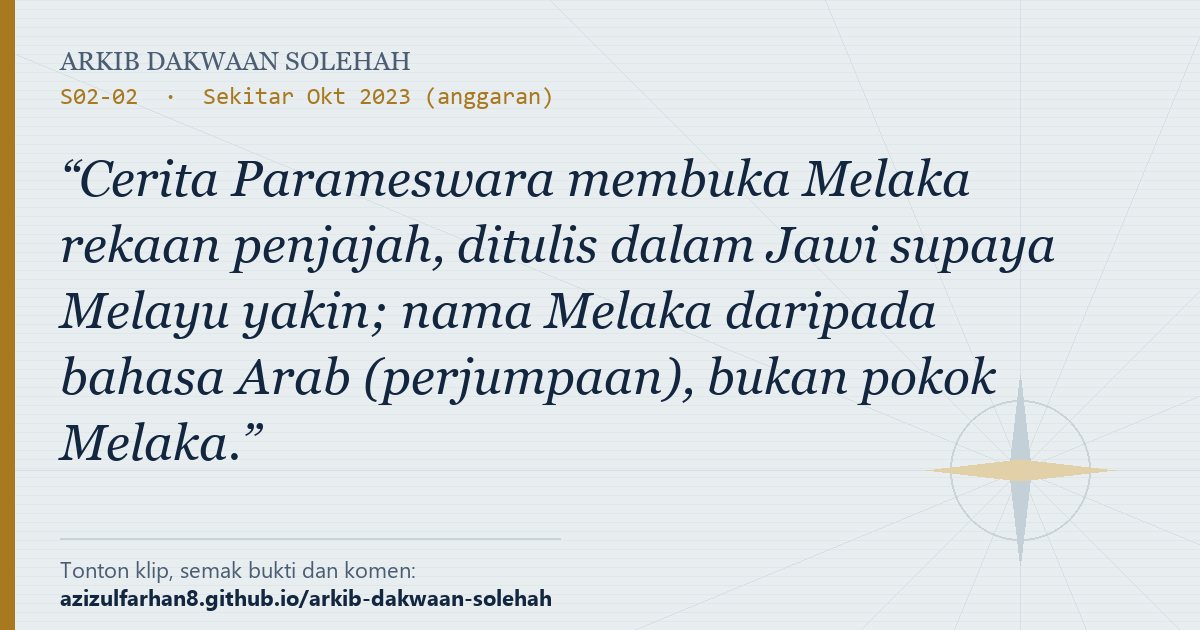 ARKIB DAKWAAN SOLEHAH
S02-02 · Sekitar Okt 2023 (anggaran)
“Cerita Parameswara membuka Melaka
rekaan penjajah, ditulis dalam Jawi supaya
Melayu yakin; nama Melaka daripada
bahasa Arab (perjumpaan), bukan pokok
Melaka.”
Tonton klip, semak bukti dan komen:
azizulfarhan8.github.io/arkib-dakwaan-solehah